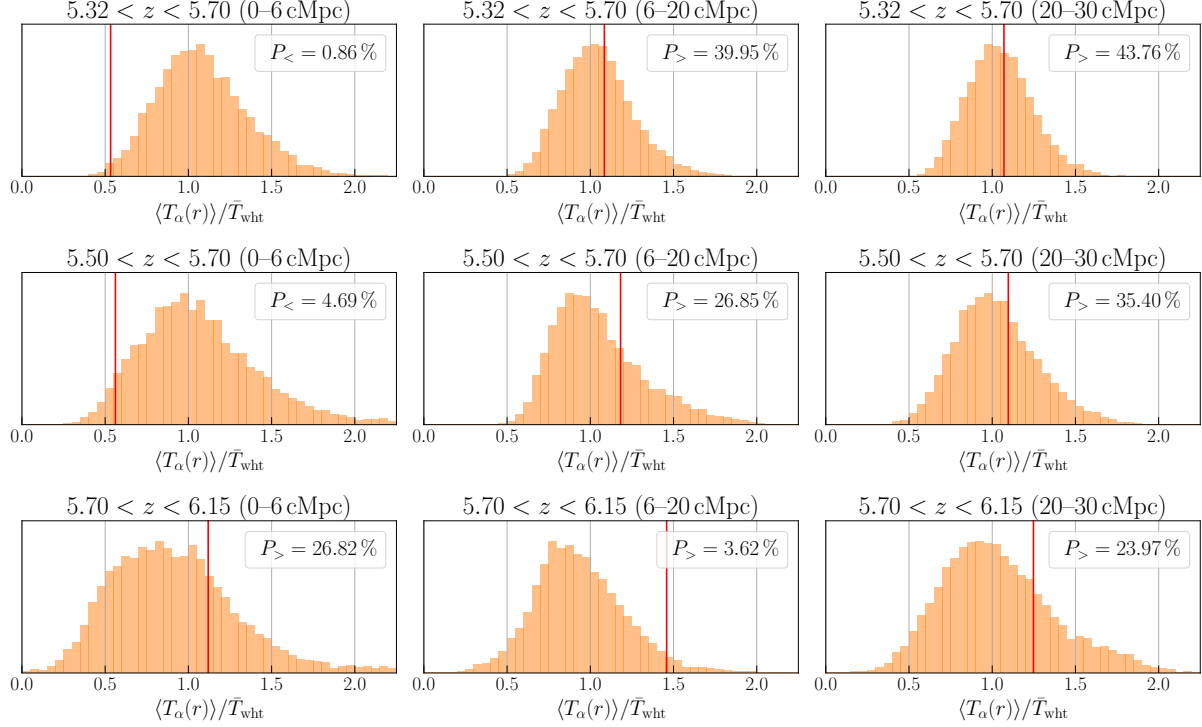 5.32 < z < 5.70 (0–6 cMpc)
5.32 < z < 5.70 (6–20 cMpc)
5.32 < z < 5.70 (20–30 cMpc)
P< = 0.86 %
P> = 39.95 %
P> = 43.76 %
0.0 0.5 1.0 1.5 2.0
0.0 0.5 1.0 1.5 2.0
0.0 0.5 1.0 1.5 2.0
⟨Tα(r)⟩/T̄wht
⟨Tα(r)⟩/T̄wht
⟨Tα(r)⟩/T̄wht
5.50 < z < 5.70 (0–6 cMpc)
5.50 < z < 5.70 (6–20 cMpc)
5.50 < z < 5.70 (20–30 cMpc)
P< = 4.69 %
P> = 26.85 %
P> = 35.40 %
0.0 0.5 1.0 1.5 2.0
0.0 0.5 1.0 1.5 2.0
0.0 0.5 1.0 1.5 2.0
⟨Tα(r)⟩/T̄wht
⟨Tα(r)⟩/T̄wht
⟨Tα(r)⟩/T̄wht
5.70 < z < 6.15 (0–6 cMpc)
5.70 < z < 6.15 (6–20 cMpc)
5.70 < z < 6.15 (20–30 cMpc)
P> = 26.82 %
P> = 3.62 %
P> = 23.97 %
0.0 0.5 1.0 1.5 2.0
0.0 0.5 1.0 1.5 2.0
0.0 0.5 1.0 1.5 2.0
⟨Tα(r)⟩/T̄wht
⟨Tα(r)⟩/T̄wht
⟨Tα(r)⟩/T̄wht